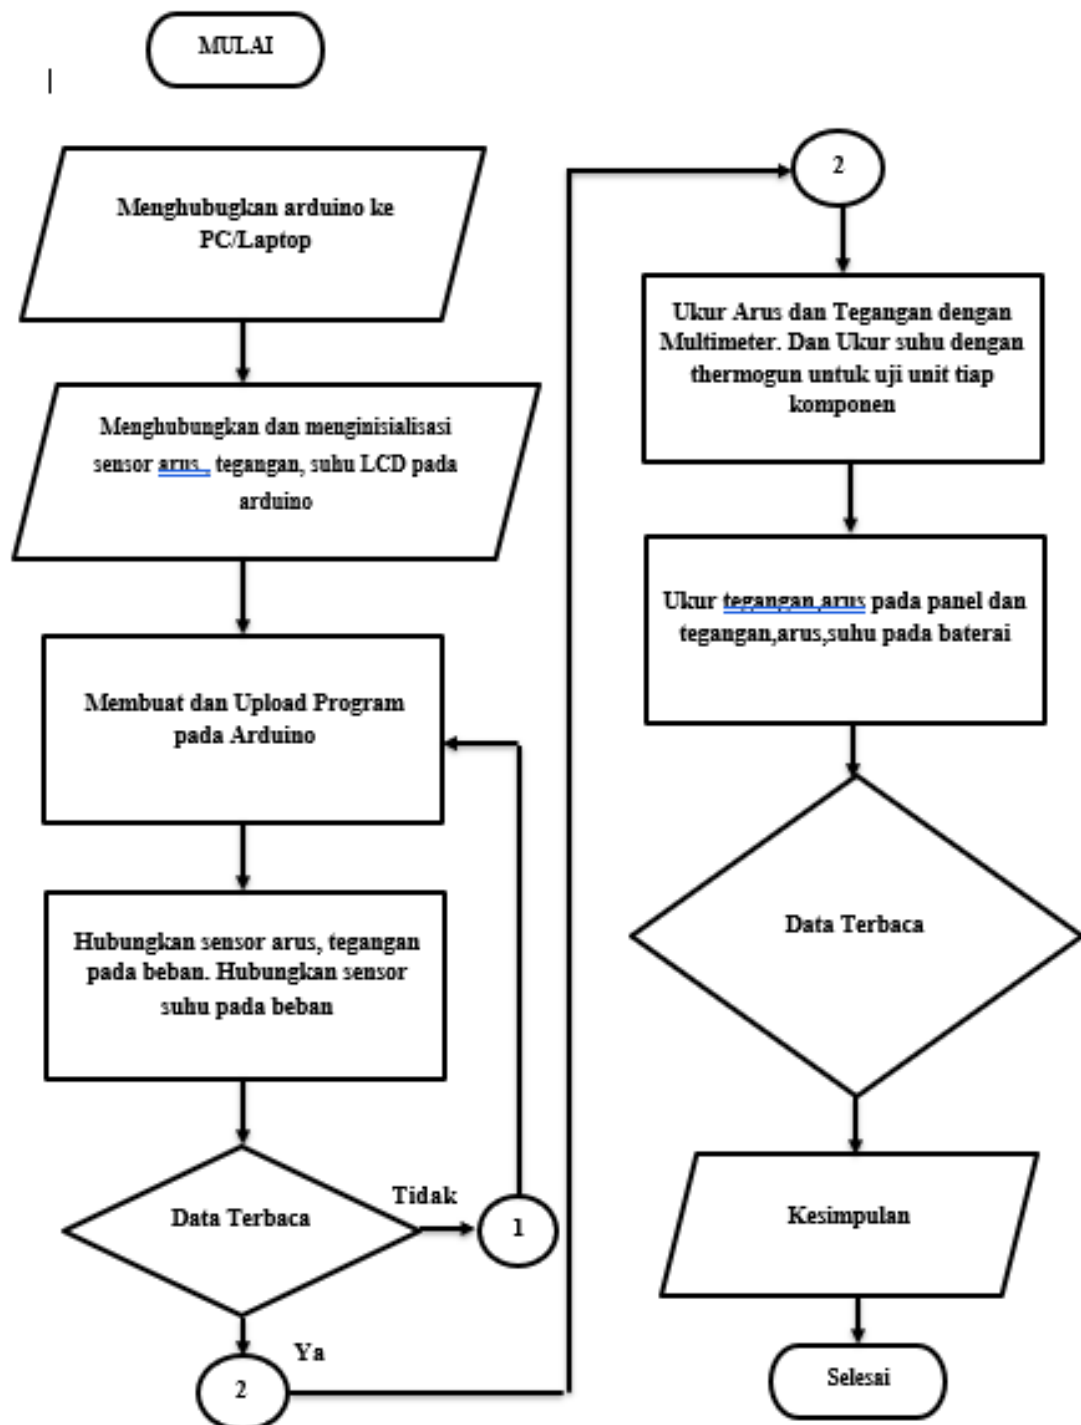 MULAI
Menghubugkan arduino ke
PC/Laptop
Menghubungkan dan menginisialisasi
sensor arus , tegangan, suhu LCD pada
arduino
Membuat dan Upload Program
pada Arduino
Hubungkan sensor arus, tegangan
pada beban. Hubungkan sensor
suhu pada beban
Data Terbaca
Tidak
1
Ya
2
2
Ukur Arus dan Tegangan dengan
Multimeter. Dan Ukur suhu dengan
thermogun untuk uji unit tiap
komponen
Ukur tegangan,arus pada panel dan
tegangan,arus,suhu pada baterai
Data Terbaca
Kesimpulan
Selesai